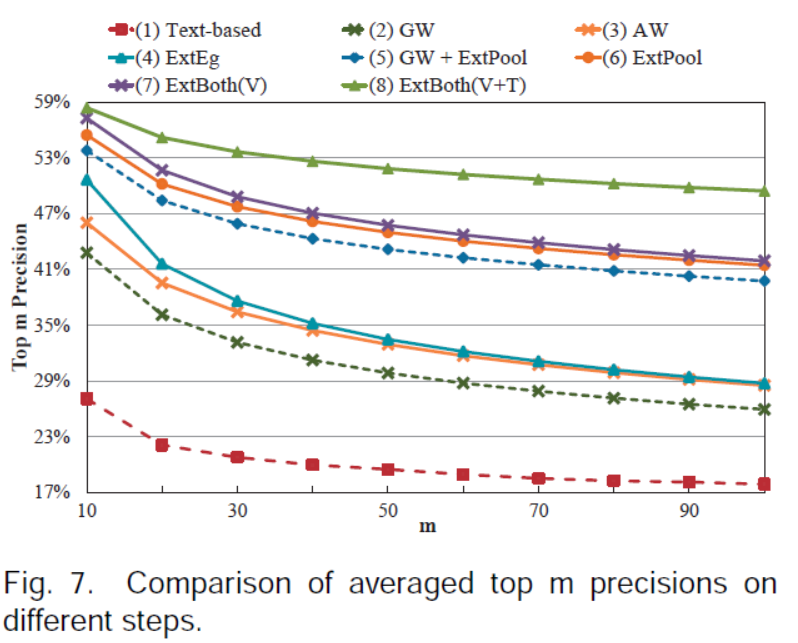 (1) Text-based (2) GW (3) AW
(4) ExtEg (5) GW + ExtPool (6) ExtPool
(7) ExtBoth(V) (8) ExtBoth(V+T)
59%
53%
47%
41%
35%
29%
23%
17%
Top m Precision
10 30 50 70 90
m
Fig. 7. Comparison of averaged top m precisions on
different steps.